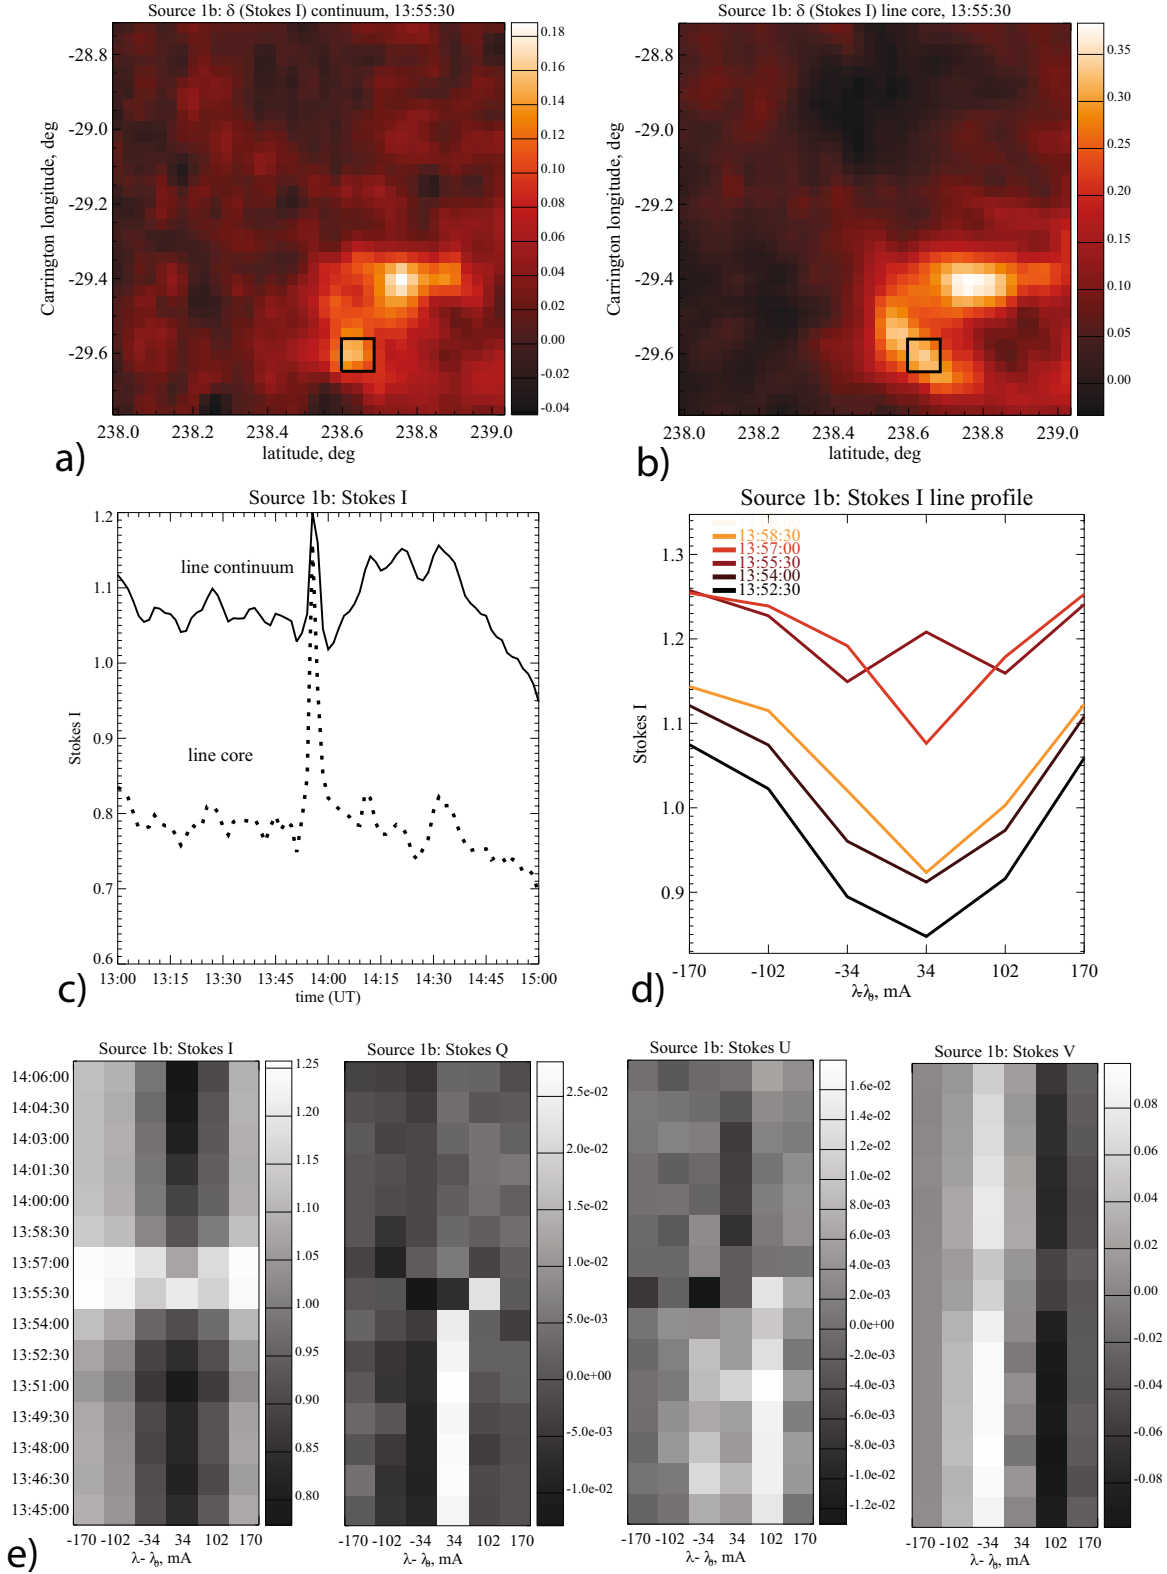 Source 1b: δ (Stokes I) continuum, 13:55:30
Carrington longitude, deg
-28.8
-29.0
-29.2
-29.4
-29.6
238.0 238.2 238.4 238.6 238.8 239.0
latitude, deg
0.18
0.16
0.14
0.12
0.10
0.08
0.06
0.04
0.02
0.00
-0.02
-0.04
a)
Source 1b: δ (Stokes I) line core, 13:55:30
Carrington longitude, deg
-28.8
-29.0
-29.2
-29.4
-29.6
238.0 238.2 238.4 238.6 238.8 239.0
latitude, deg
0.35
0.30
0.25
0.20
0.15
0.10
0.05
0.00
b)
Source 1b: Stokes I
Stokes I
1.2
1.1
1.0
0.9
0.8
0.7
0.6
line continuum
line core
13:00 13:15 13:30 13:45 14:00 14:15 14:30 14:45 15:00
time (UT)
c)
Source 1b: Stokes I line profile
13:58:30
13:57:00
13:55:30
13:54:00
13:52:30
Stokes I
1.3
1.2
1.1
1.0
0.9
-170 -102 -34 34 102 170
λ-λ0, mA
d)
Source 1b: Stokes I
14:06:00
14:04:30
14:03:00
14:01:30
14:00:00
13:58:30
13:57:00
13:55:30
13:54:00
13:52:30
13:51:00
13:49:30
13:48:00
13:46:30
13:45:00
-170 -102 -34 34 102 170
λ- λ0, mA
1.25
1.20
1.15
1.10
1.05
1.00
0.95
0.90
0.85
0.80
Source 1b: Stokes Q
-170 -102 -34 34 102 170
λ- λ0, mA
2.5e-02
2.0e-02
1.5e-02
1.0e-02
5.0e-03
0.0e+00
-5.0e-03
-1.0e-02
Source 1b: Stokes U
-170 -102 -34 34 102 170
λ- λ0, mA
1.6e-02
1.4e-02
1.2e-02
1.0e-02
8.0e-03
6.0e-03
4.0e-03
2.0e-03
0.0e+00
-2.0e-03
-4.0e-03
-6.0e-03
-8.0e-03
-1.0e-02
-1.2e-02
Source 1b: Stokes V
-170 -102 -34 34 102 170
λ- λ0, mA
0.08
0.06
0.04
0.02
0.00
-0.02
-0.04
-0.06
-0.08
e)